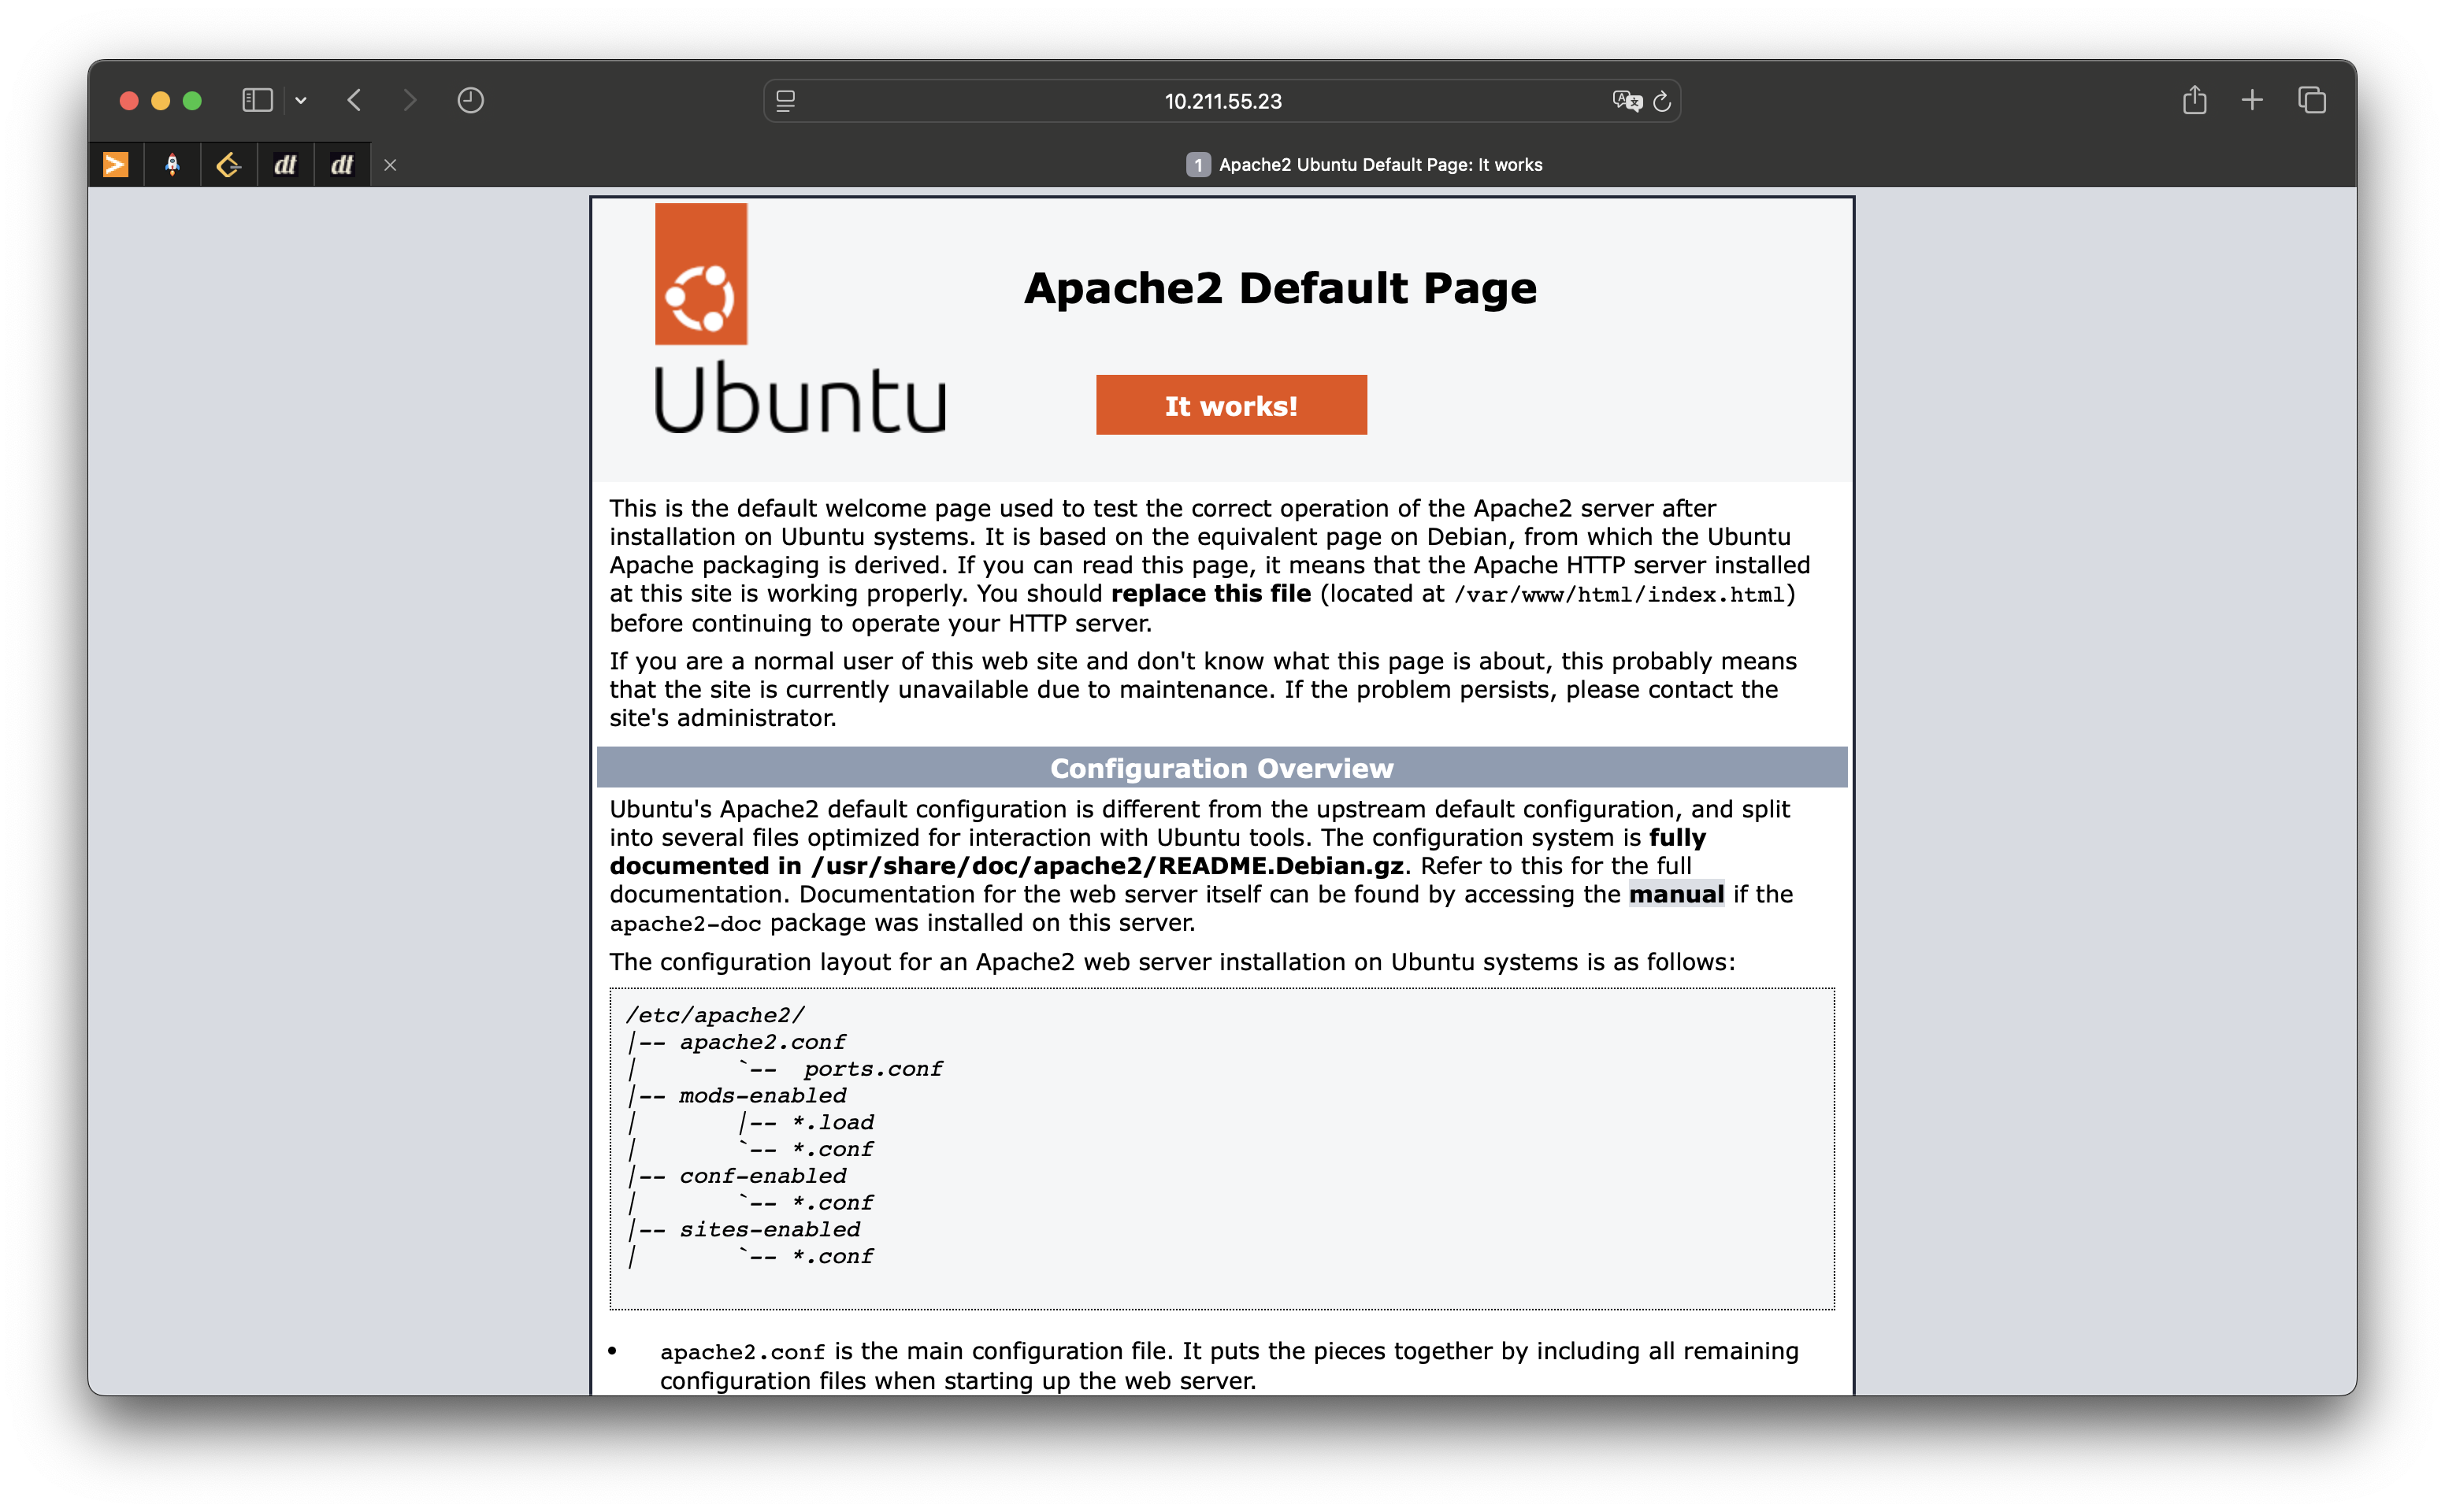 10.211.55.23
dt
dt
1 Apache2 Ubuntu Default Page: It works
Ubuntu
Apache2 Default Page
It works!
This is the default welcome page used to test the correct operation of the Apache2 server after
installation on Ubuntu systems. It is based on the equivalent page on Debian, from which the Ubuntu
Apache packaging is derived. If you can read this page, it means that the Apache HTTP server installed
at this site is working properly. You should replace this file (located at /var/www/html/index.html)
before continuing to operate your HTTP server.
If you are a normal user of this web site and don't know what this page is about, this probably means
that the site is currently unavailable due to maintenance. If the problem persists, please contact the
site's administrator.
Configuration Overview
Ubuntu's Apache2 default configuration is different from the upstream default configuration, and split
into several files optimized for interaction with Ubuntu tools. The configuration system is fully
documented in /usr/share/doc/apache2/README.Debian.gz. Refer to this for the full
documentation. Documentation for the web server itself can be found by accessing the manual if the
apache2-doc package was installed on this server.
The configuration layout for an Apache2 web server installation on Ubuntu systems is as follows:
/etc/apache2/
|-- apache2.conf
|       `--  ports.conf
|-- mods-enabled
|       |-- *.load
|       `-- *.conf
|-- conf-enabled
|       `-- *.conf
|-- sites-enabled
|       `-- *.conf
• apache2.conf is the main configuration file. It puts the pieces together by including all remaining
configuration files when starting up the web server.